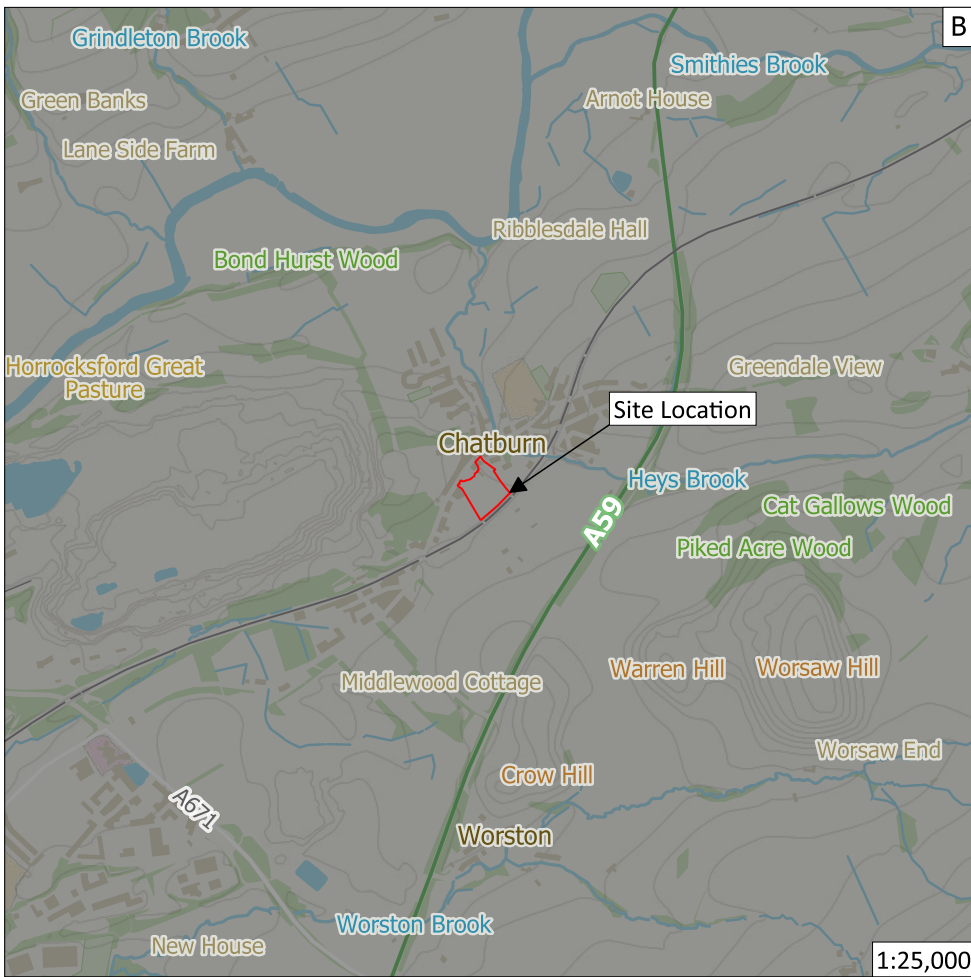 B
Grindleton Brook
Smithies Brook
Green Banks
Arnot House
Lane Side Farm
Ribblesdale Hall
Bond Hurst Wood
Horrocksford Great
Pasture
Greendale View
Site Location
Chatburn
Heys Brook
Cat Gallows Wood
A59
Piked Acre Wood
Warren Hill
Worsaw Hill
Middlewood Cottage
Worsaw End
Crow Hill
A671
Worston
Worston Brook
New House
1:25,000